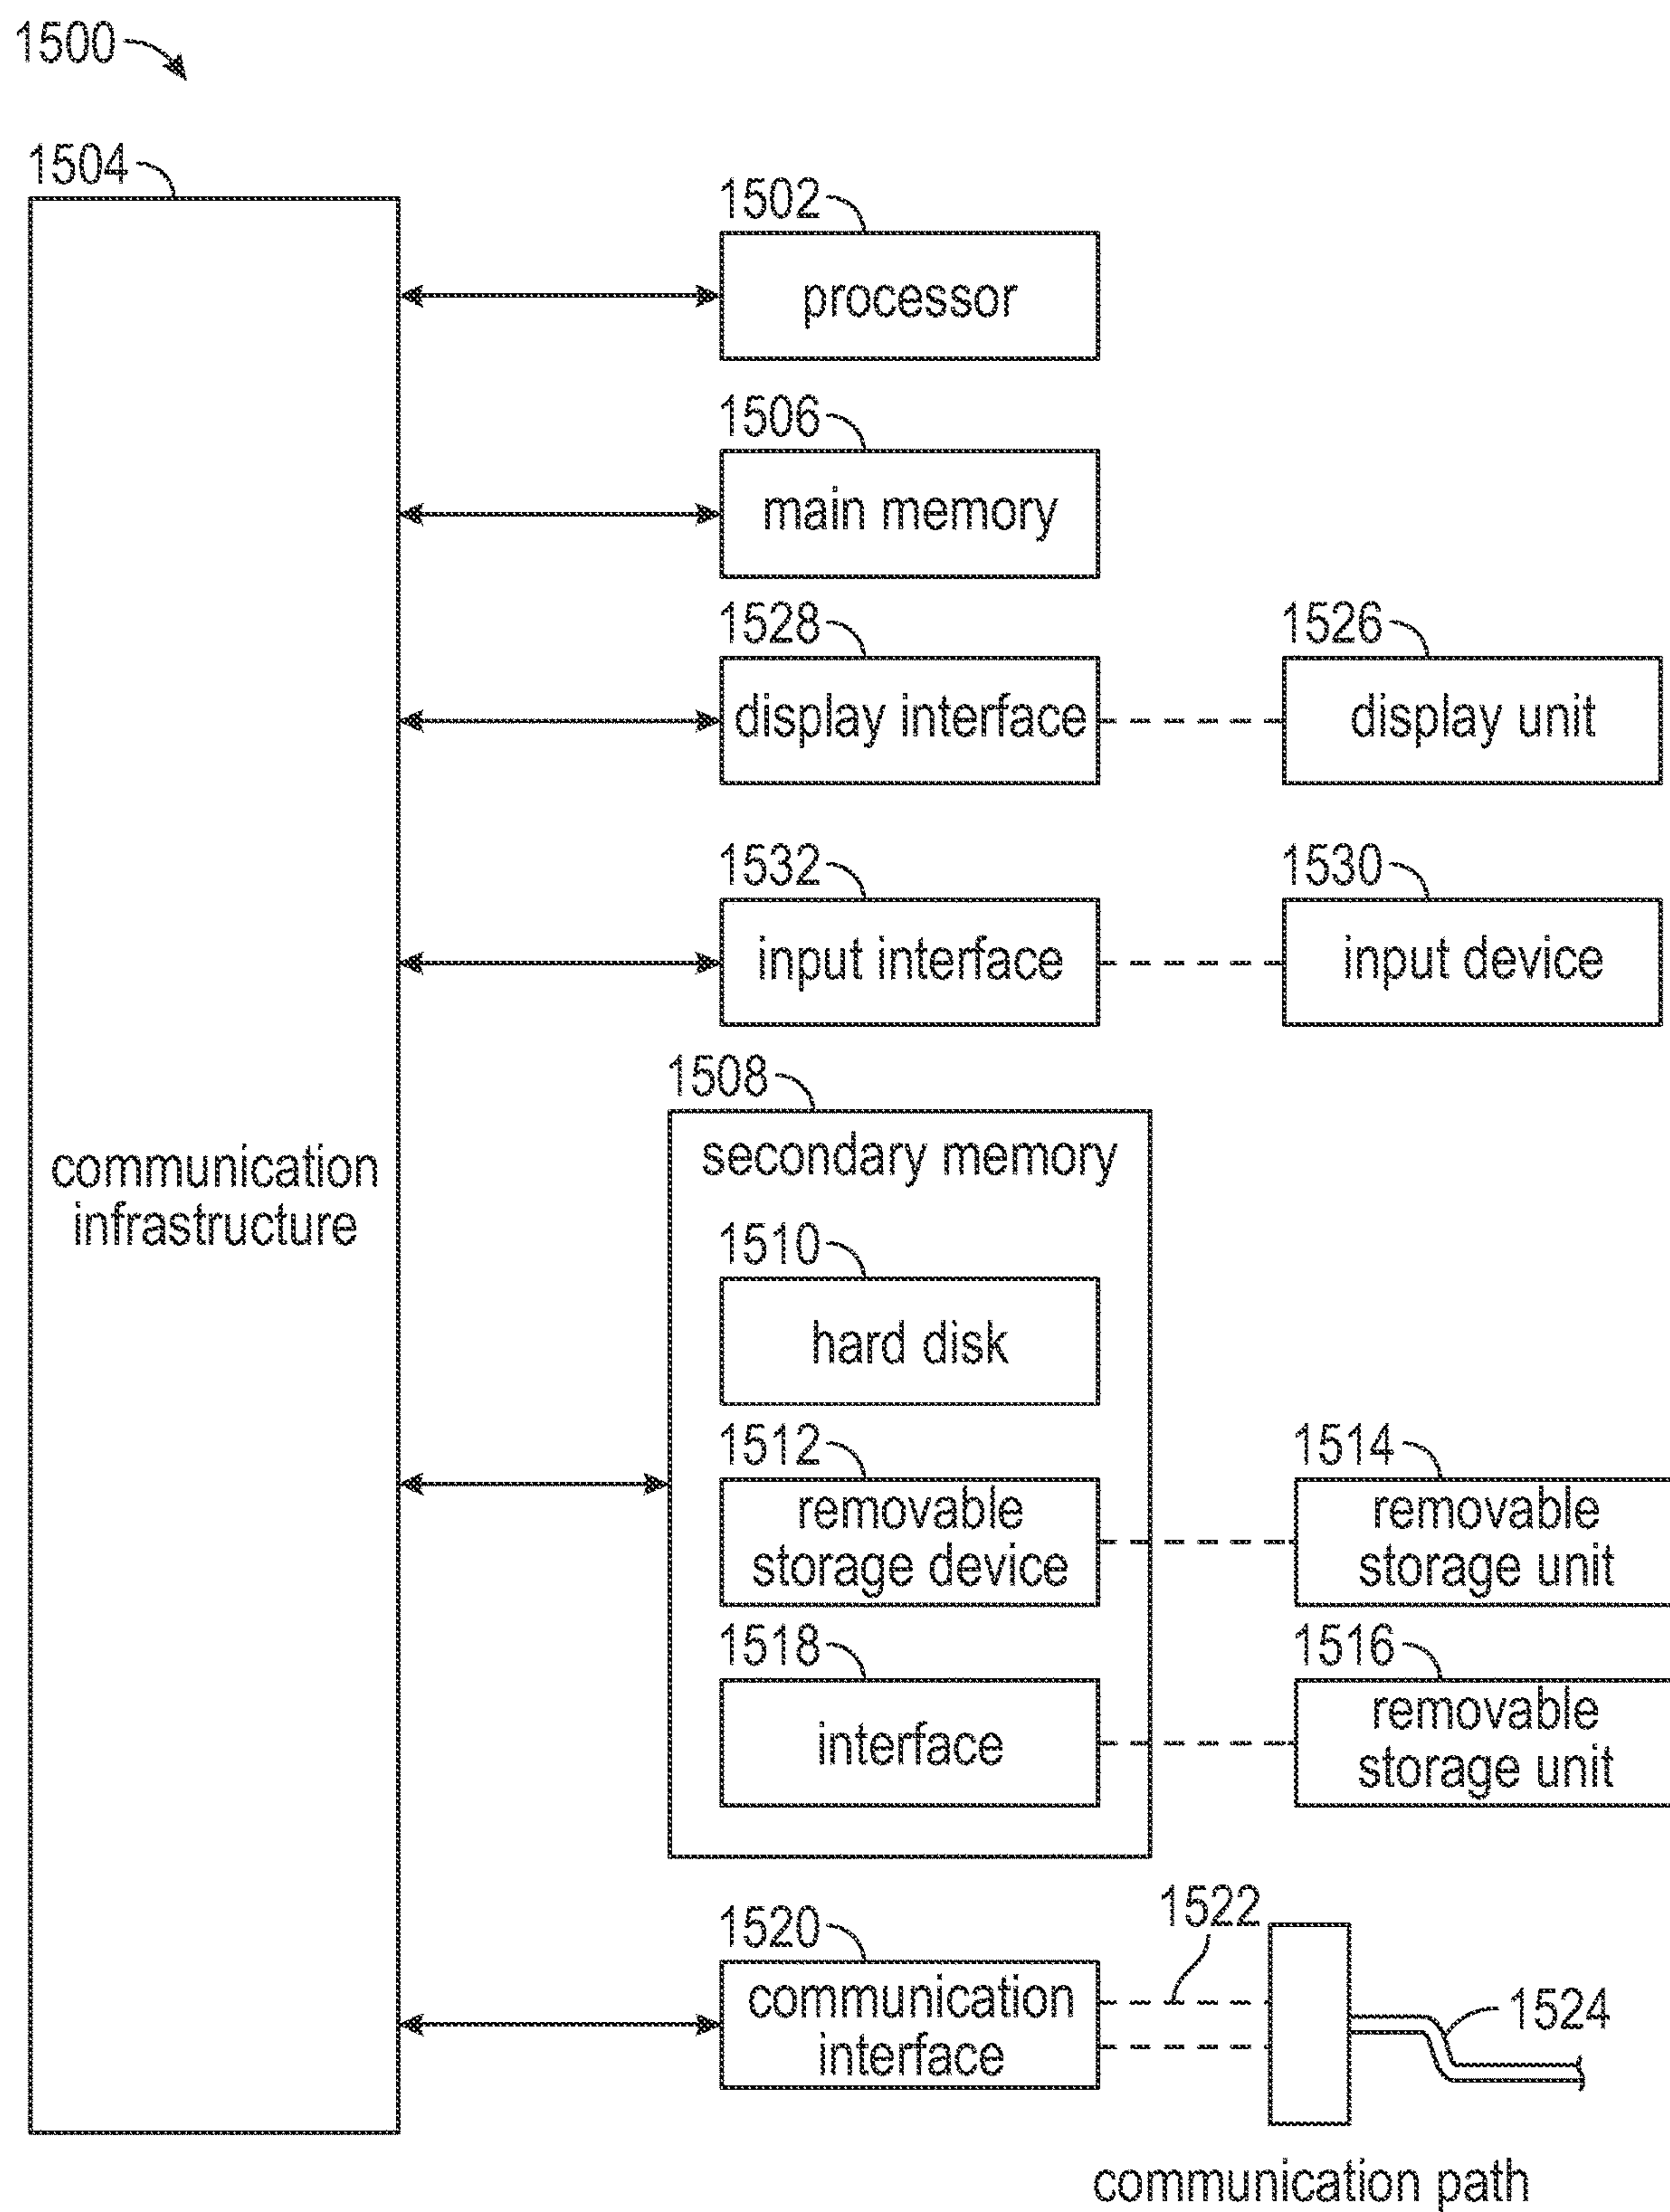 1500
1504
1502
processor
1506
main memory
1528
display interface
1526
display unit
1532
input interface
1530
input device
communication
infrastructure
1508
secondary memory
1510
hard disk
1512
removable
storage device
1514
removable
storage unit
1518
interface
1516
removable
storage unit
1520
communication
interface
1522
1524
communication path